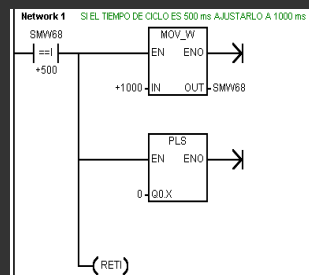 Network 1 SI EL TIEMPO DE CICLO ES 500 ms AJUSTARLO A 1000 ms
SMW68
==I
+500
MOV_W
EN ENO
+1000 IN OUT SMW68
PLS
EN ENO
0 Q0.X
RETI